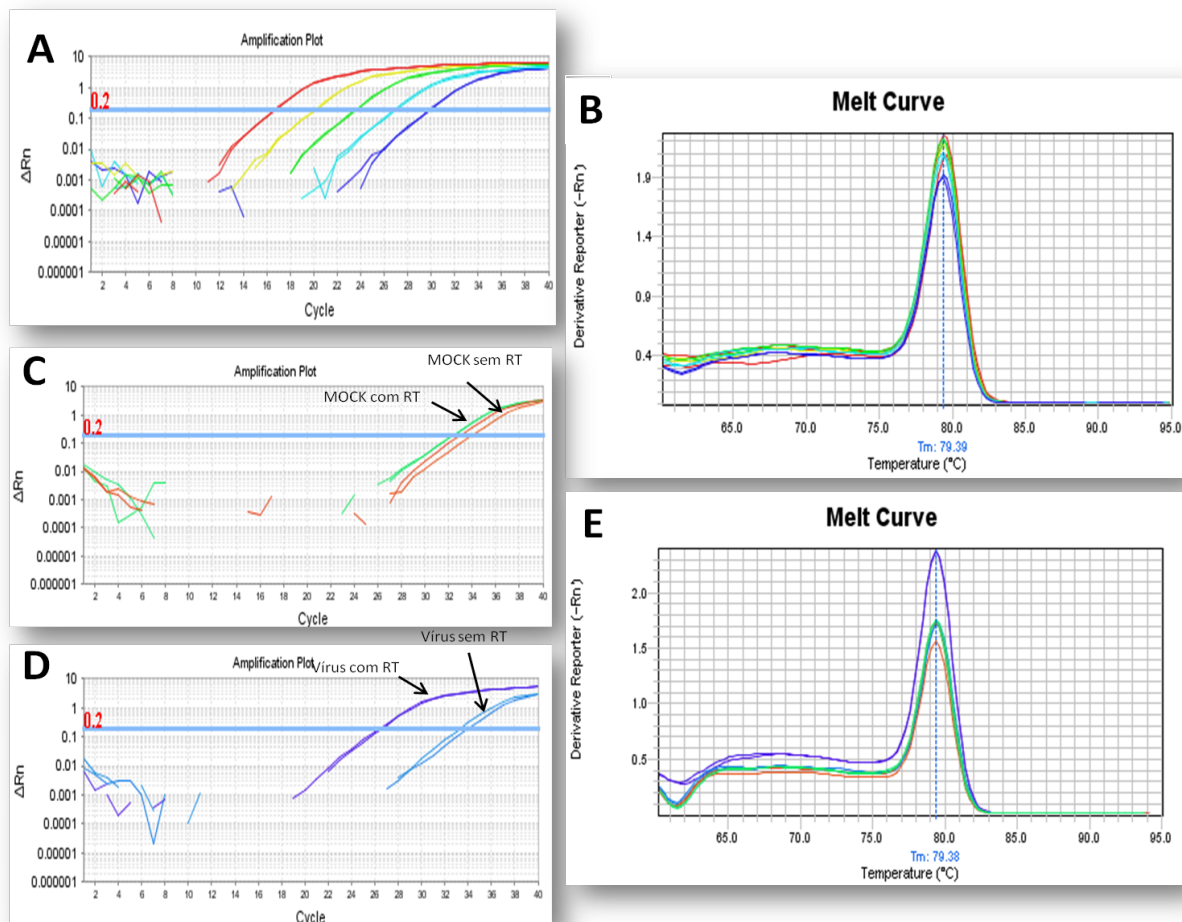 A
Amplification Plot
10
1
0.2
0.1
0.01
0.001
0.0001
0.00001
0.000001
ΔRn
2 4 6 8 10 12 14 16 18 20 22 24 26 28 30 32 34 36 38 40
Cycle
B
Melt Curve
1.9
1.4
0.9
0.4
Derivative Reporter (-Rn')
65.0 70.0 75.0 80.0 85.0 90.0 95.0
Tm: 79.39
Temperature (°C)
C
MOCK sem RT
Amplification Plot
MOCK com RT
10
1
0.2
0.1
0.01
0.001
0.0001
0.00001
0.000001
ΔRn
2 4 6 8 10 12 14 16 18 20 22 24 26 28 30 32 34 36 38 40
Cycle
D
Vírus sem RT
Amplification Plot
Vírus com RT
10
1
0.2
0.1
0.01
0.001
0.0001
0.00001
0.000001
ΔRn
2 4 6 8 10 12 14 16 18 20 22 24 26 28 30 32 34 36 38 40
Cycle
E
Melt Curve
2.0
1.5
1.0
0.5
Derivative Reporter (-Rn')
65.0 70.0 75.0 80.0 85.0 90.0 95.0
Tm: 79.38
Temperature (°C)